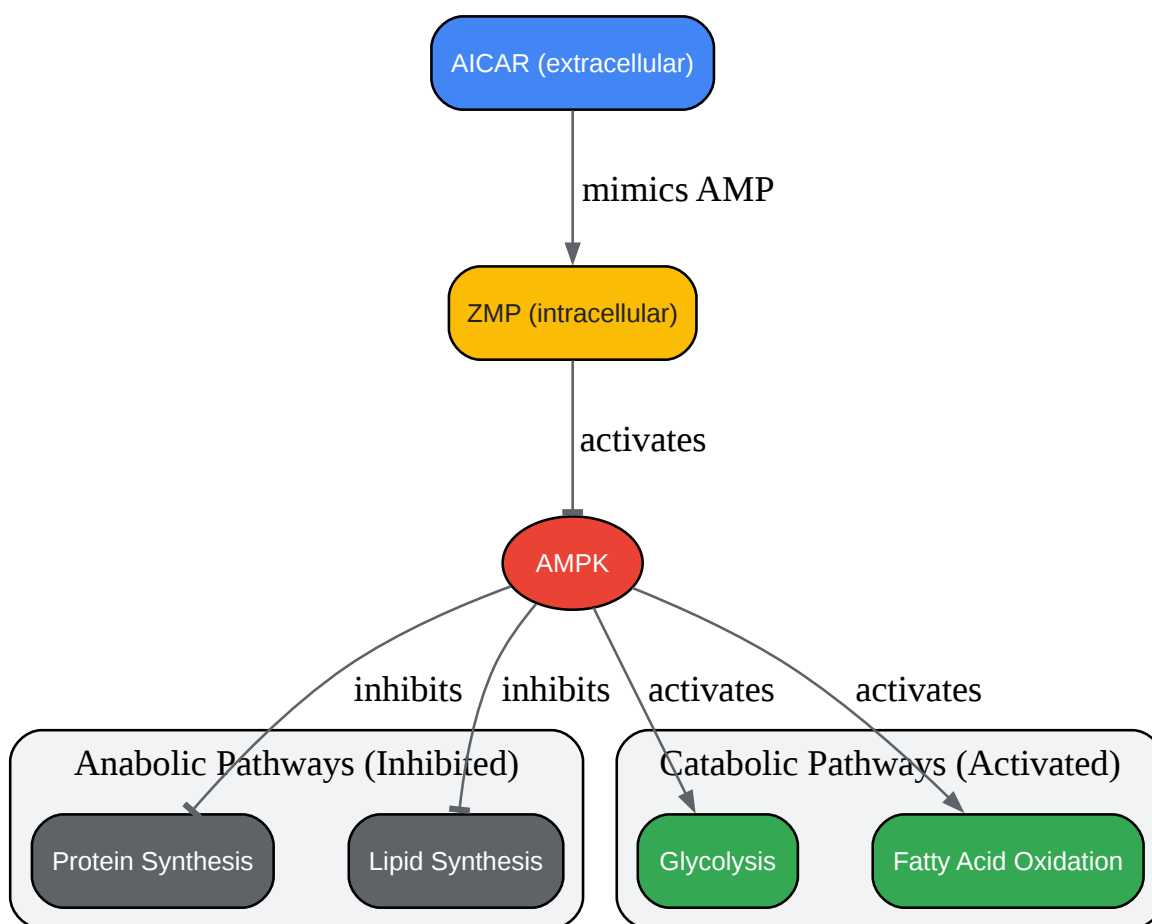 AICAR (extracellular)
mimics AMP
ZMP (intracellular)
activates
AMPK
inhibits
inhibits
activates
activates
Anabolic Pathways (Inhibited)
Catabolic Pathways (Activated)
Protein Synthesis
Lipid Synthesis
Glycolysis
Fatty Acid Oxidation